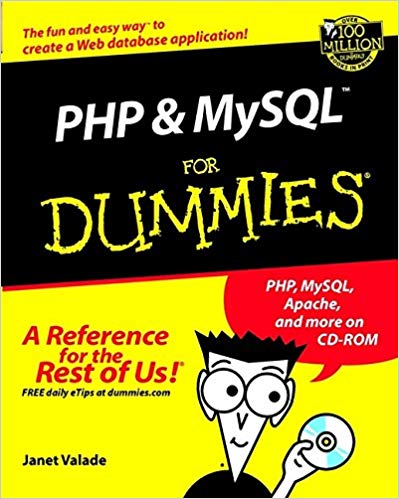 The fun and easy way™ to
create a Web database application!
OVER
100
MILLION
DUMMIES
BOOKS IN PRINT
PHP & MySQL™
FOR
DUMMIES®
PHP, MySQL,
Apache,
and more on
CD-ROM
A Reference
for the
Rest of Us!®
FREE daily eTips at dummies.com
Janet Valade